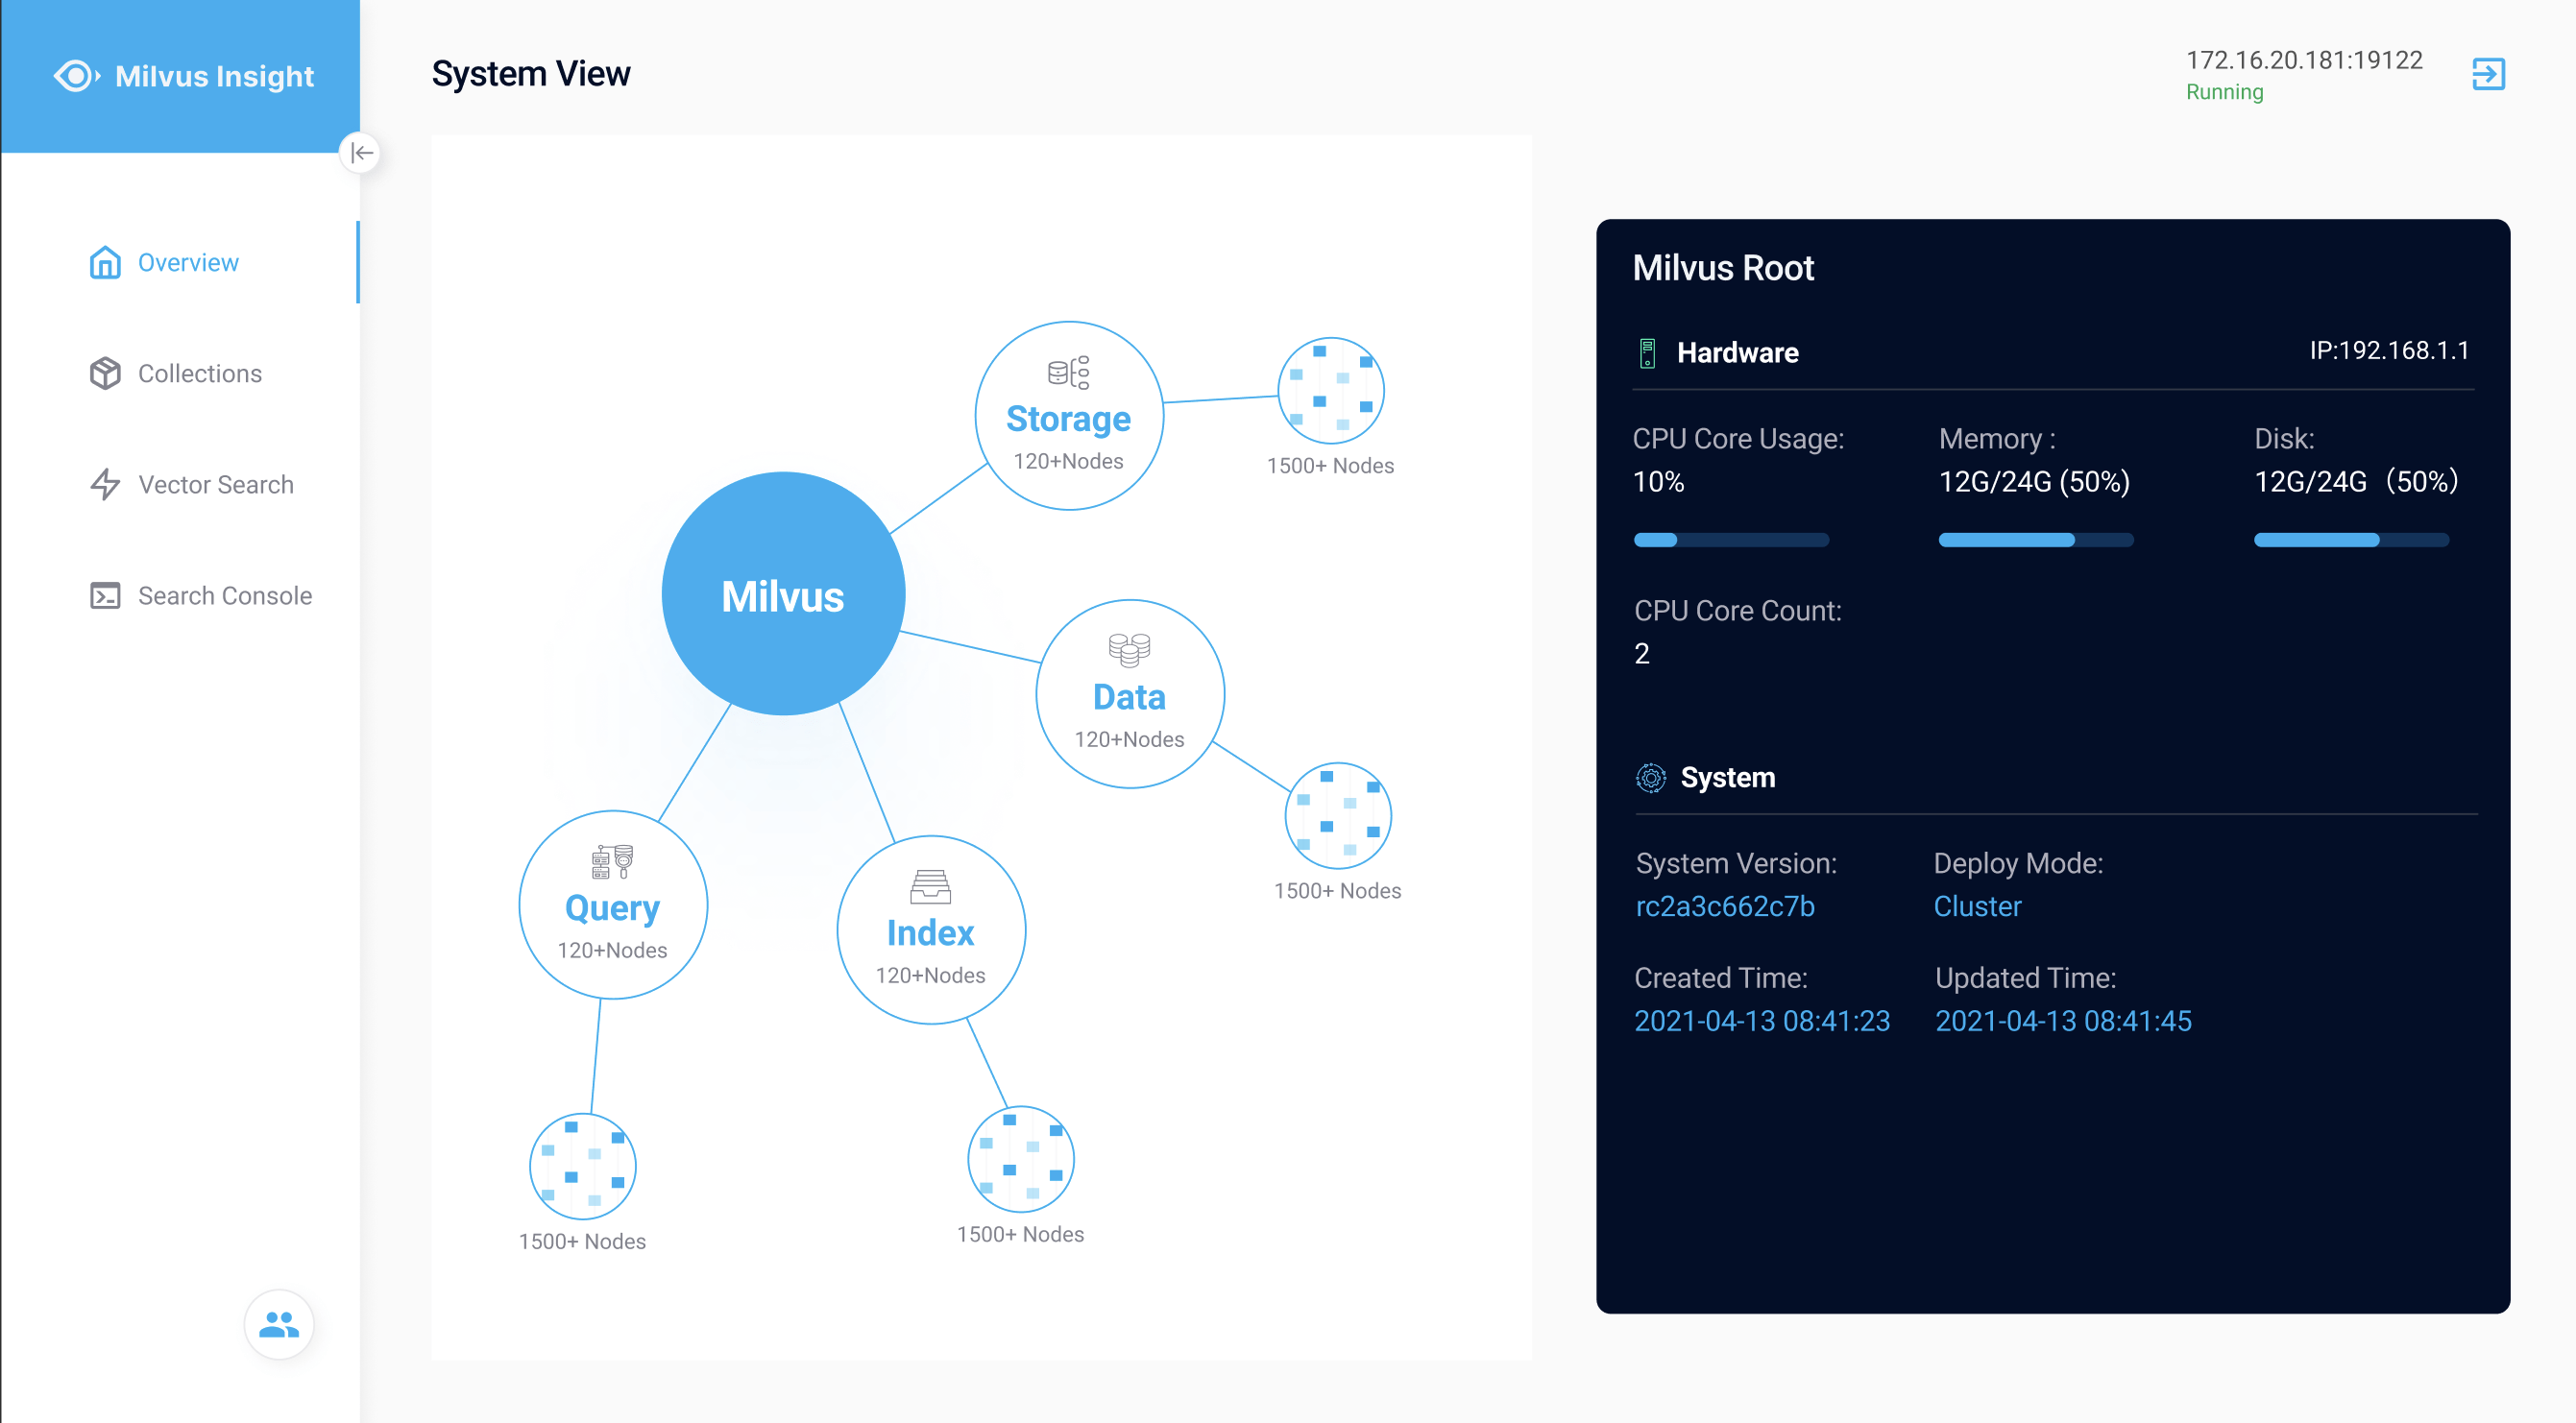 Milvus Insight
System View
172.16.20.181:19122
Running
Overview
Collections
Vector Search
Search Console
Storage
120+Nodes
1500+ Nodes
Milvus
Data
120+Nodes
1500+ Nodes
Query
120+Nodes
1500+ Nodes
Index
120+Nodes
1500+ Nodes
Milvus Root
Hardware
IP:192.168.1.1
CPU Core Usage:
10%
Memory :
12G/24G (50%)
Disk:
12G/24G（50%）
CPU Core Count:
2
System
System Version:
rc2a3c662c7b
Deploy Mode:
Cluster
Created Time:
2021-04-13 08:41:23
Updated Time:
2021-04-13 08:41:45